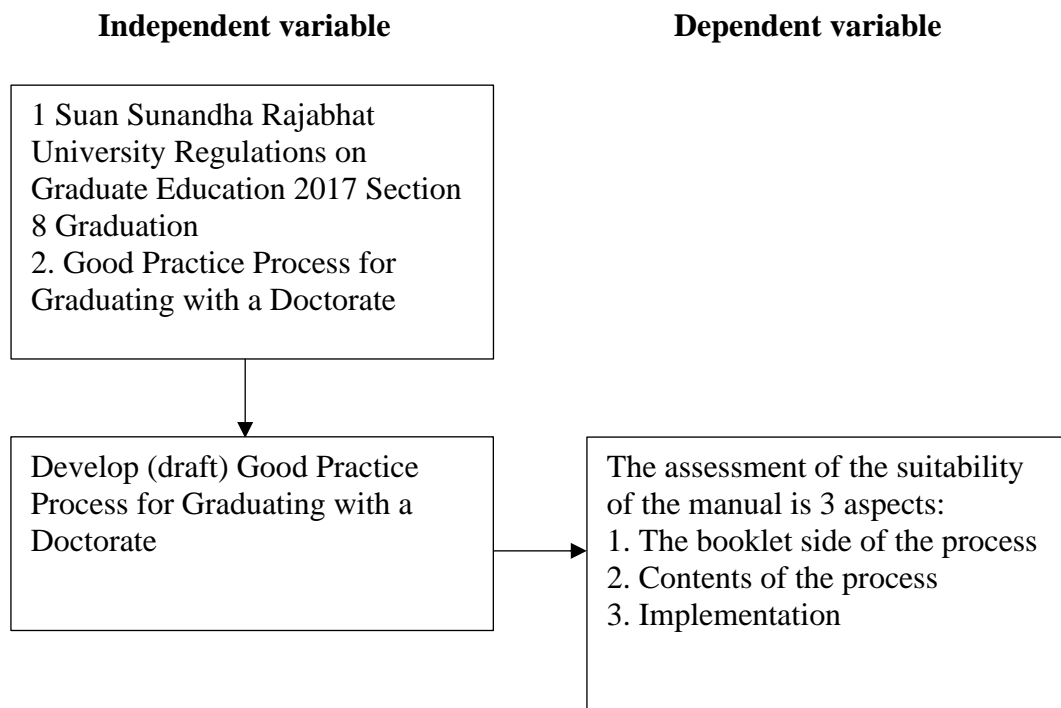 Independent variable
Dependent variable
1 Suan Sunandha Rajabhat
University Regulations on
Graduate Education 2017 Section
8 Graduation
2. Good Practice Process for
Graduating with a Doctorate
Develop (draft) Good Practice
Process for Graduating with a
Doctorate
The assessment of the suitability
of the manual is 3 aspects:
1. The booklet side of the process
2. Contents of the process
3. Implementation